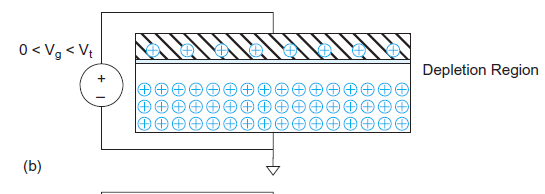 0 < Vg < Vt
Depletion Region
+
(b)